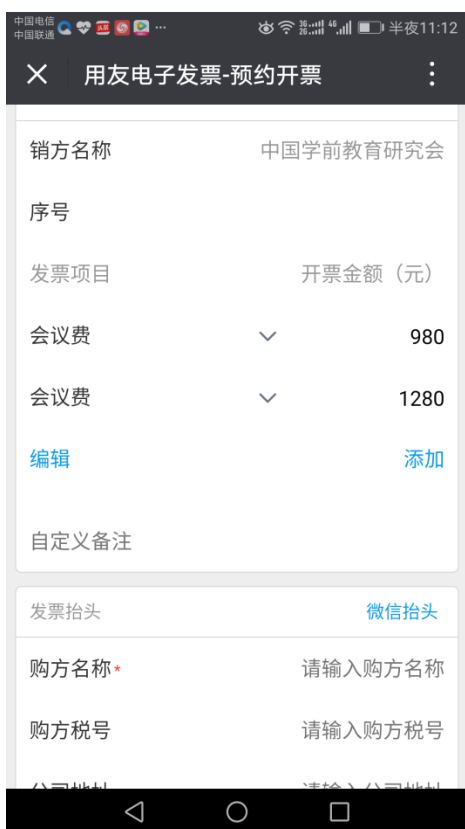 中国电信
中国联通
半夜11:12
用友电子发票-预约开票
销方名称 中国学前教育研究会
序号
发票项目 开票金额（元）
会议费 980
会议费 1280
编辑 添加
自定义备注
发票抬头 微信抬头
购方名称* 请输入购方名称
购方税号 请输入购方税号